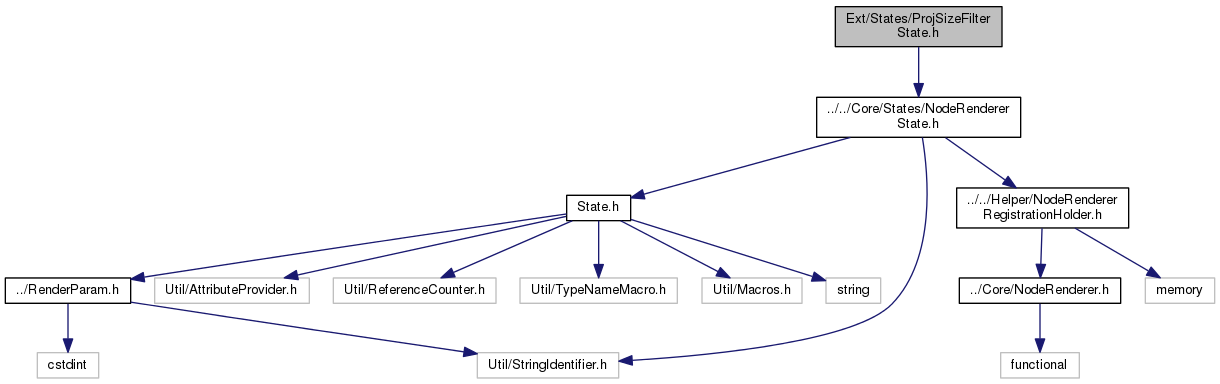 Ext/States/ProjSizeFilter
State.h
../../Core/States/NodeRenderer
State.h
State.h
../../Helper/NodeRenderer
RegistrationHolder.h
../RenderParam.h
Util/AttributeProvider.h
Util/ReferenceCounter.h
Util/TypeNameMacro.h
Util/Macros.h
string
../Core/NodeRenderer.h
memory
cstdint
Util/StringIdentifier.h
functional